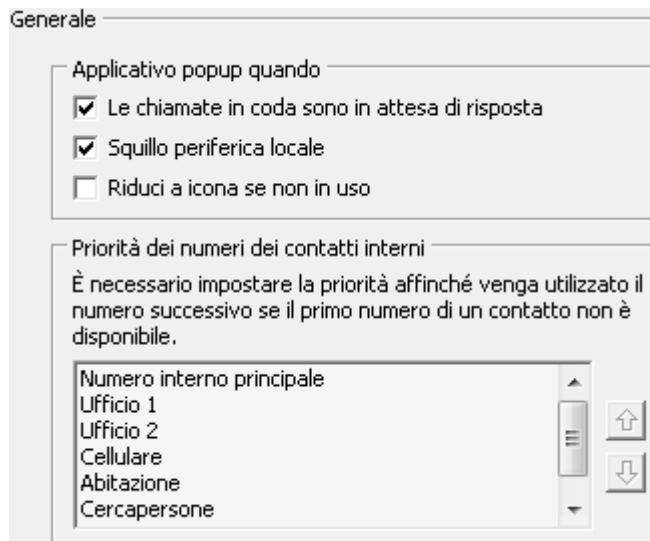 Generale
Applicativo popup quando
Le chiamate in coda sono in attesa di risposta
Squillo periferica locale
Riduci a icona se non in uso
Priorità dei numeri dei contatti interni
È necessario impostare la priorità affinché venga utilizzato il
numero successivo se il primo numero di un contatto non è
disponibile.
Numero interno principale
Ufficio 1
Ufficio 2
Cellulare
Abitazione
Cercapersone